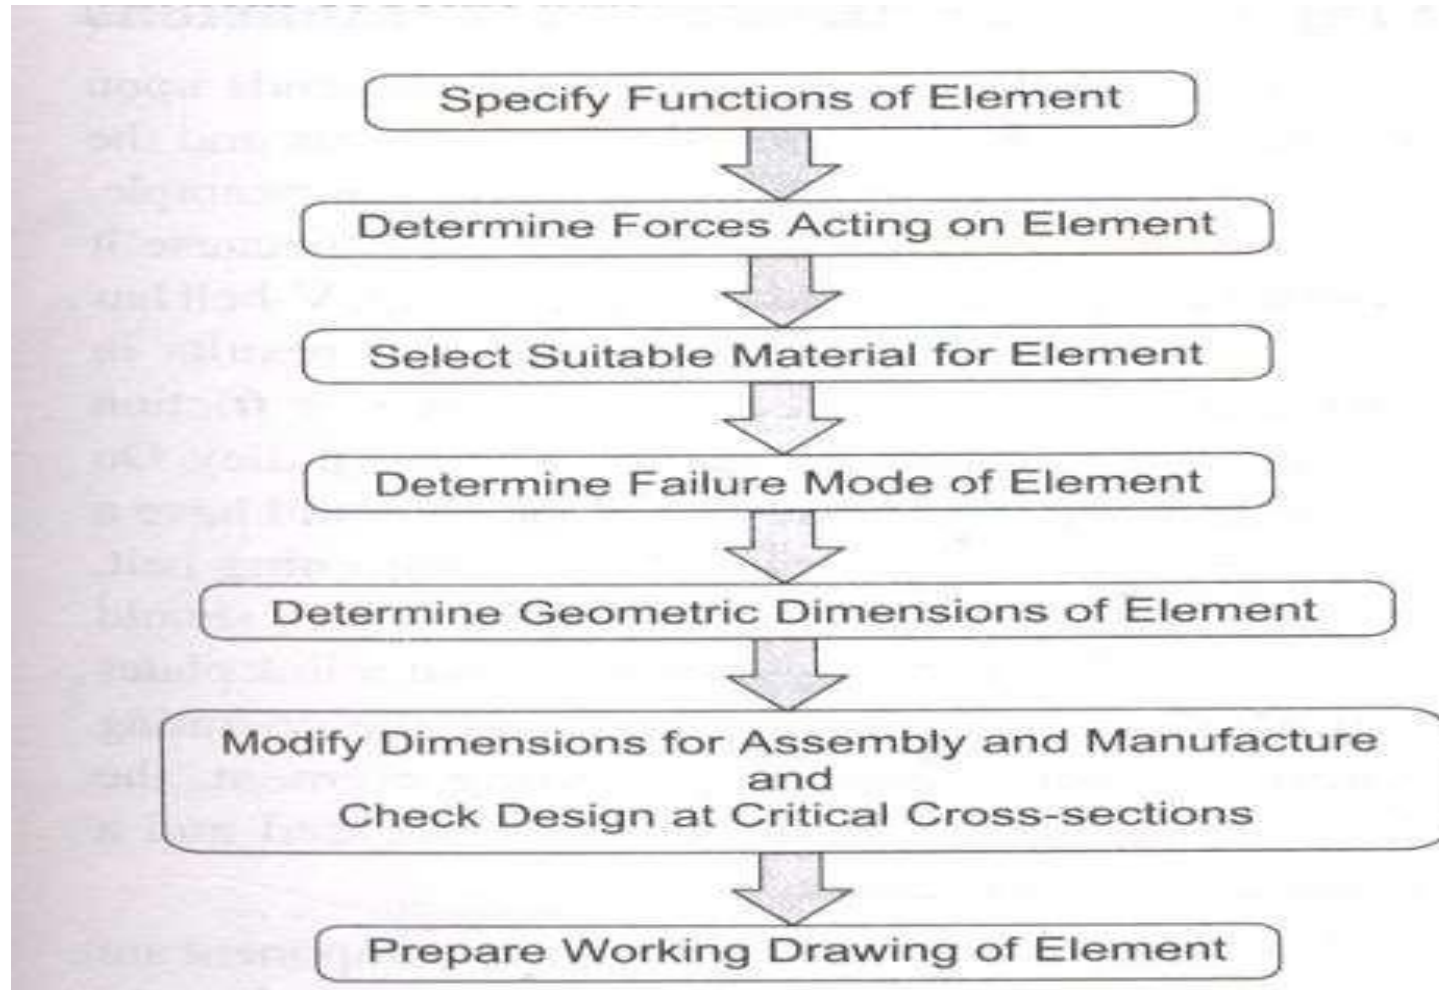 Specify Functions of Element
Determine Forces Acting on Element
Select Suitable Material for Element
Determine Failure Mode of Element
Determine Geometric Dimensions of Element
Modify Dimensions for Assembly and Manufacture
and
Check Design at Critical Cross-sections
Prepare Working Drawing of Element